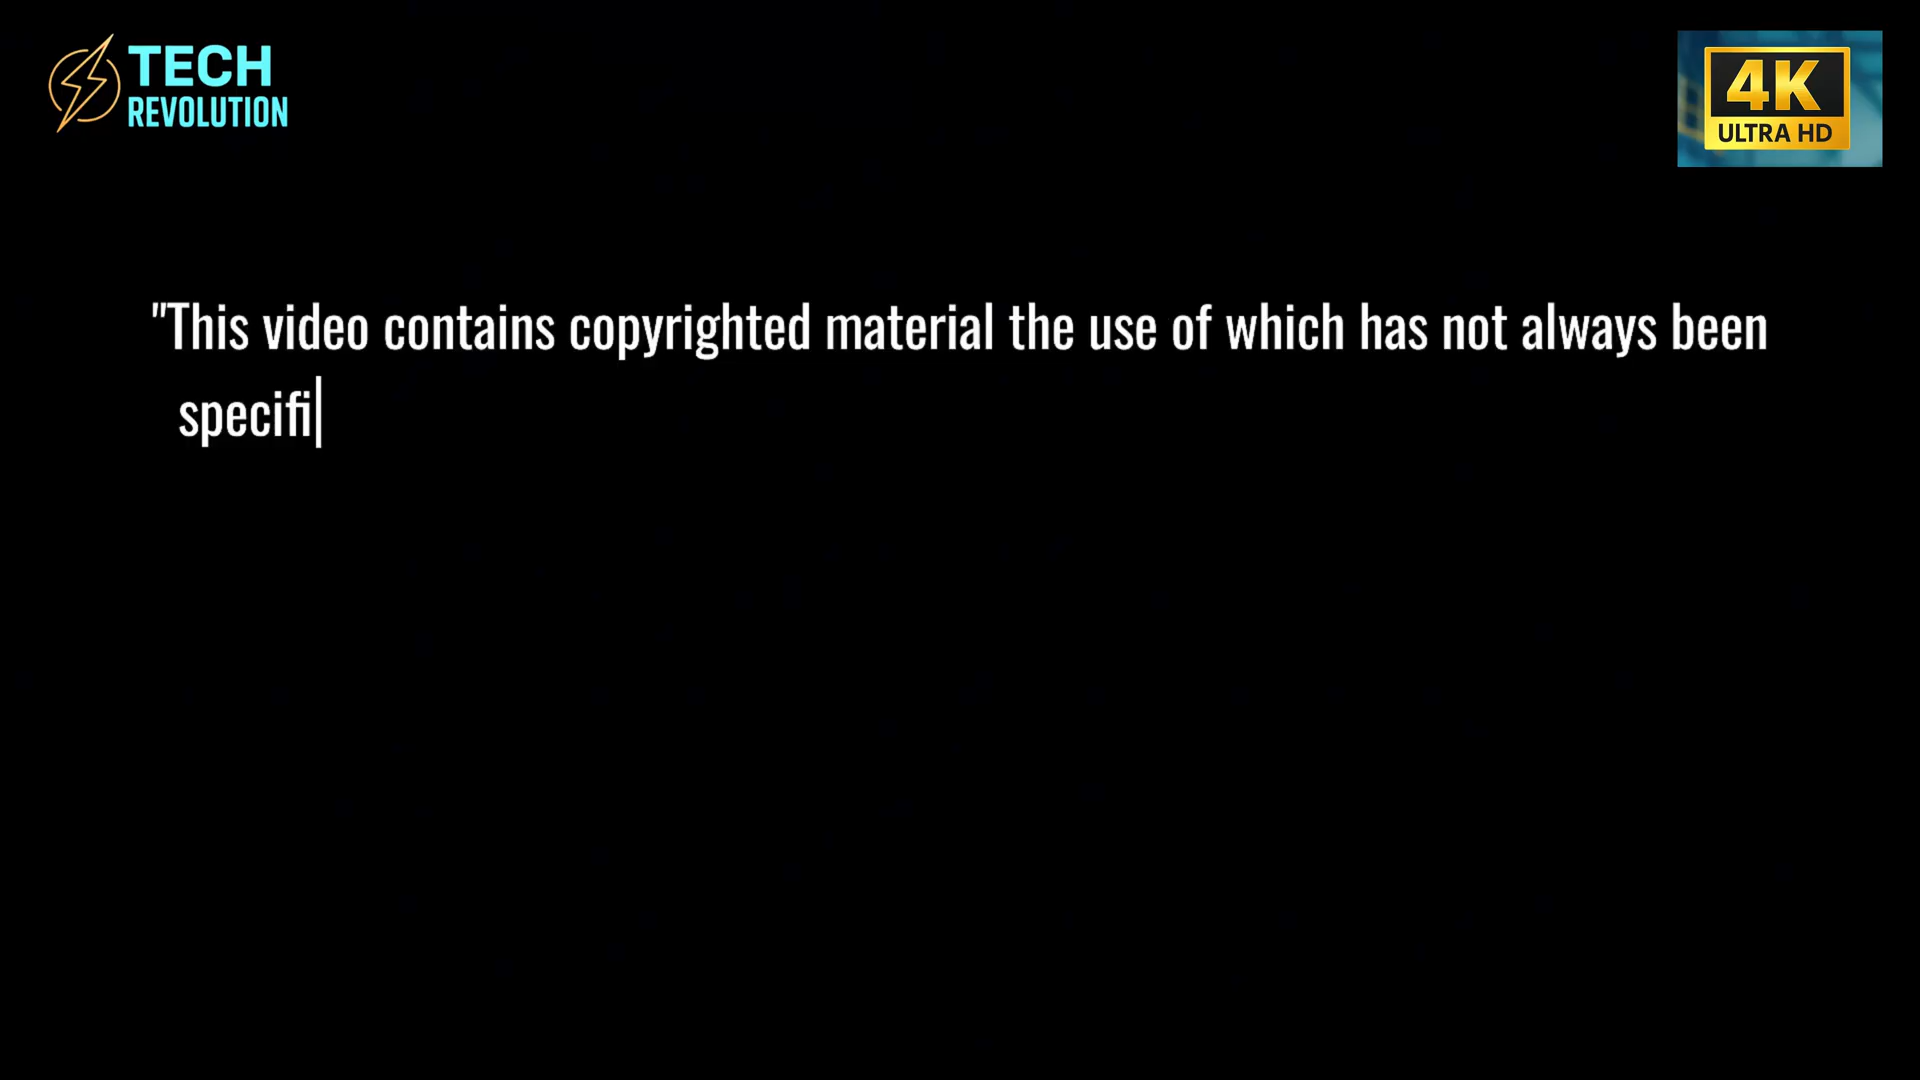 TECH
REVOLUTION
4K
ULTRA HD
"This video contains copyrighted material the use of which has not always been
specifi